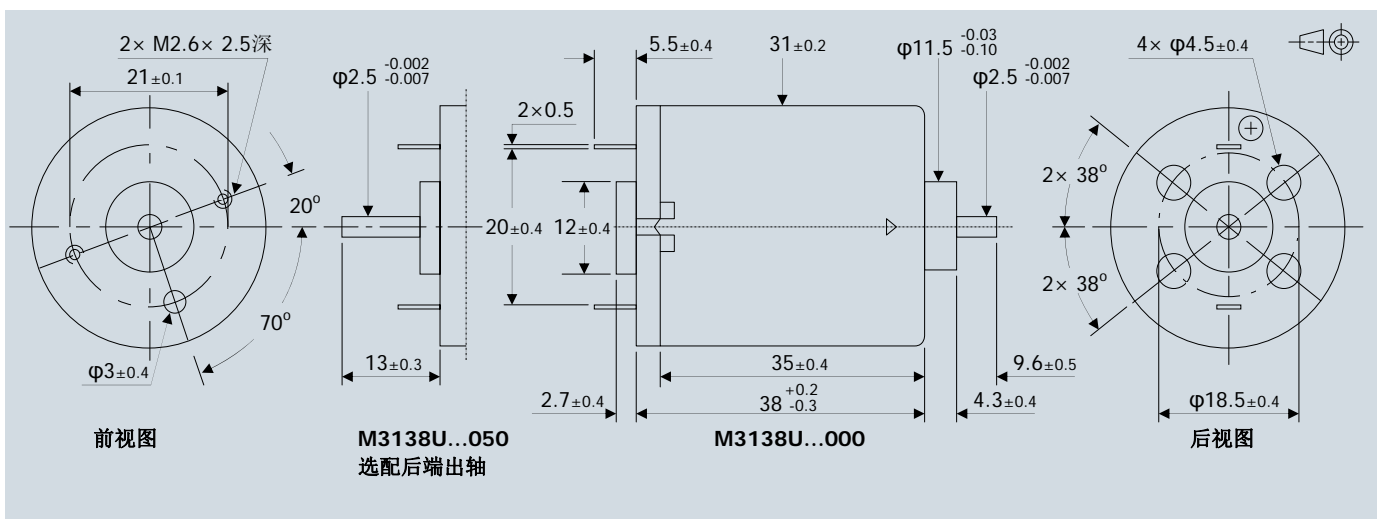 2× M2.6× 2.5深
21±0.1
20°
70°
φ3±0.4
前视图
φ2.5 -0.002 -0.007
13±0.3
M3138U...050
选配后端出轴
5.5±0.4
2×0.5
20±0.4
12±0.4
31±0.2
φ11.5 -0.03 -0.10
φ2.5 -0.002 -0.007
35±0.4
38 +0.2 -0.3
2.7±0.4
4.3±0.4
9.6±0.5
M3138U...000
4× φ4.5±0.4
2× 38°
2× 38°
φ18.5±0.4
后视图